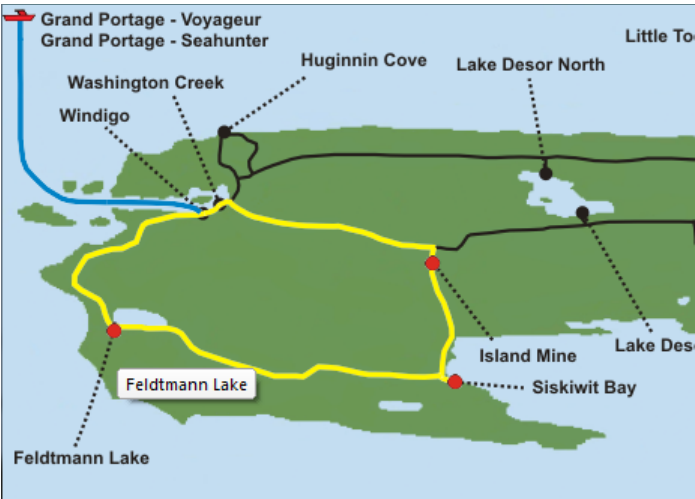 Grand Portage - Voyageur
Grand Portage - Seahunter
Little To
Huginnin Cove
Lake Desor North
Washington Creek
Windigo
Island Mine
Lake Des
Feldtmann Lake
Siskiwit Bay
Feldtmann Lake